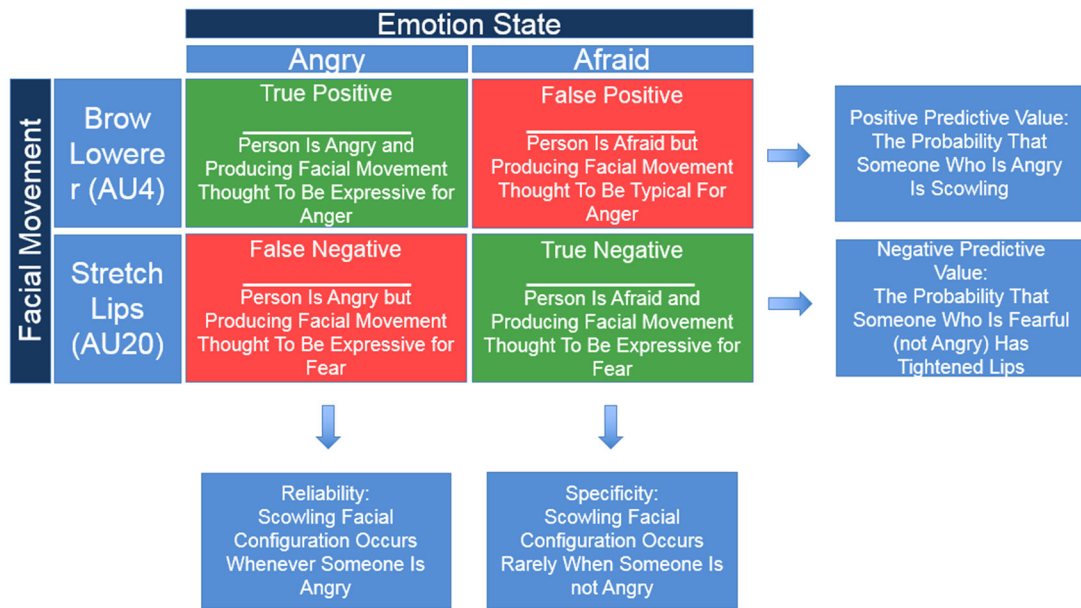 Emotion State
Angry
Afraid
Facial Movement
Brow
Lowere
r (AU4)
True Positive
Person Is Angry and
Producing Facial Movement
Thought To Be Expressive for
Anger
False Positive
Person Is Afraid but
Producing Facial Movement
Thought To Be Typical For
Anger
Positive Predictive Value:
The Probability That
Someone Who Is Angry
Is Scowling
Stretch
Lips
(AU20)
False Negative
Person Is Angry but
Producing Facial Movement
Thought To Be Expressive for
Fear
True Negative
Person Is Afraid and
Producing Facial Movement
Thought To Be Expressive for
Fear
Negative Predictive
Value:
The Probability That
Someone Who Is Fearful
(not Angry) Has
Tightened Lips
Reliability:
Scowling Facial
Configuration Occurs
Whenever Someone Is
Angry
Specificity:
Scowling Facial
Configuration Occurs
Rarely When Someone Is
not Angry